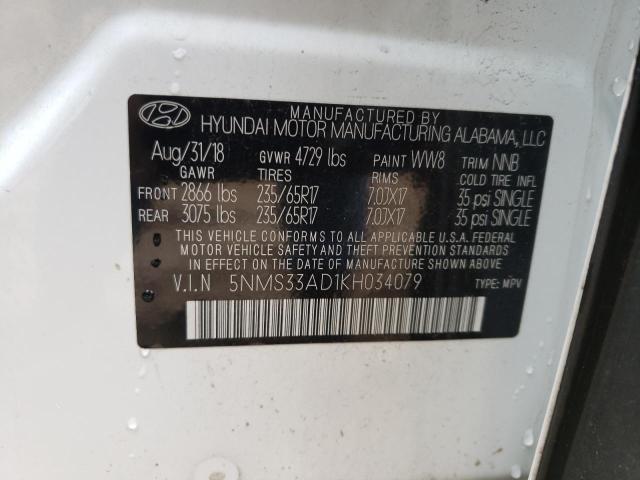 MANUFACTURED BY
HYUNDAI MOTOR MANUFACTURING ALABAMA, LLC
Aug/31/18 GVWR 4729 lbs PAINT WW8 TRIM NNB
GAWR TIRES RIMS COLD TIRE INFL
FRONT 2866 lbs 235/65R17 7.0JX17 35 psi SINGLE
REAR 3075 lbs 235/65R17 7.0JX17 35 psi SINGLE
THIS VEHICLE CONFORMS TO ALL APPLICABLE U.S.A. FEDERAL
MOTOR VEHICLE SAFETY AND THEFT PREVENTION STANDARDS
IN EFFECT ON THE DATE OF MANUFACTURE SHOWN ABOVE.
V.I.N 5NMS33AD1KH034079
TYPE: MPV